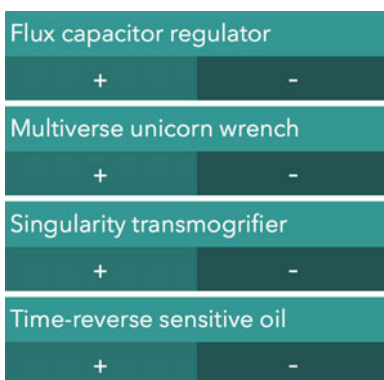 Flux capacitor regulator
+ -
Multiverse unicorn wrench
+ -
Singularity transmogrifier
+ -
Time-reverse sensitive oil
+ -